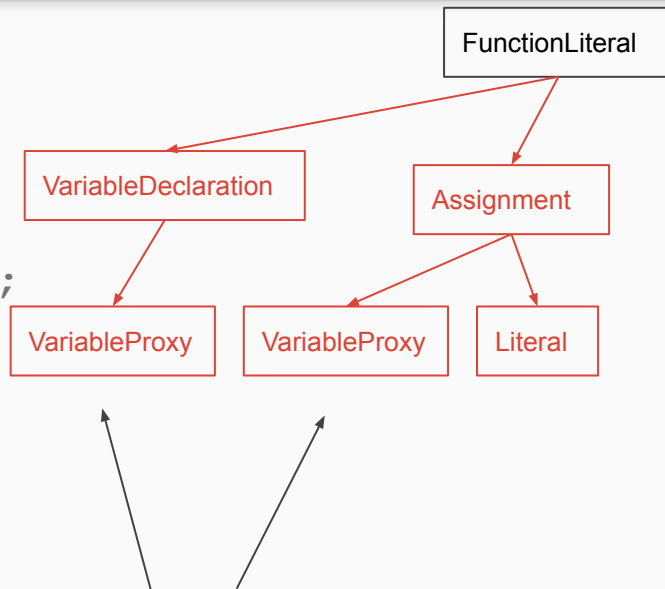 FunctionLiteral
VariableDeclaration
Assignment
;
VariableProxy
VariableProxy
Literal